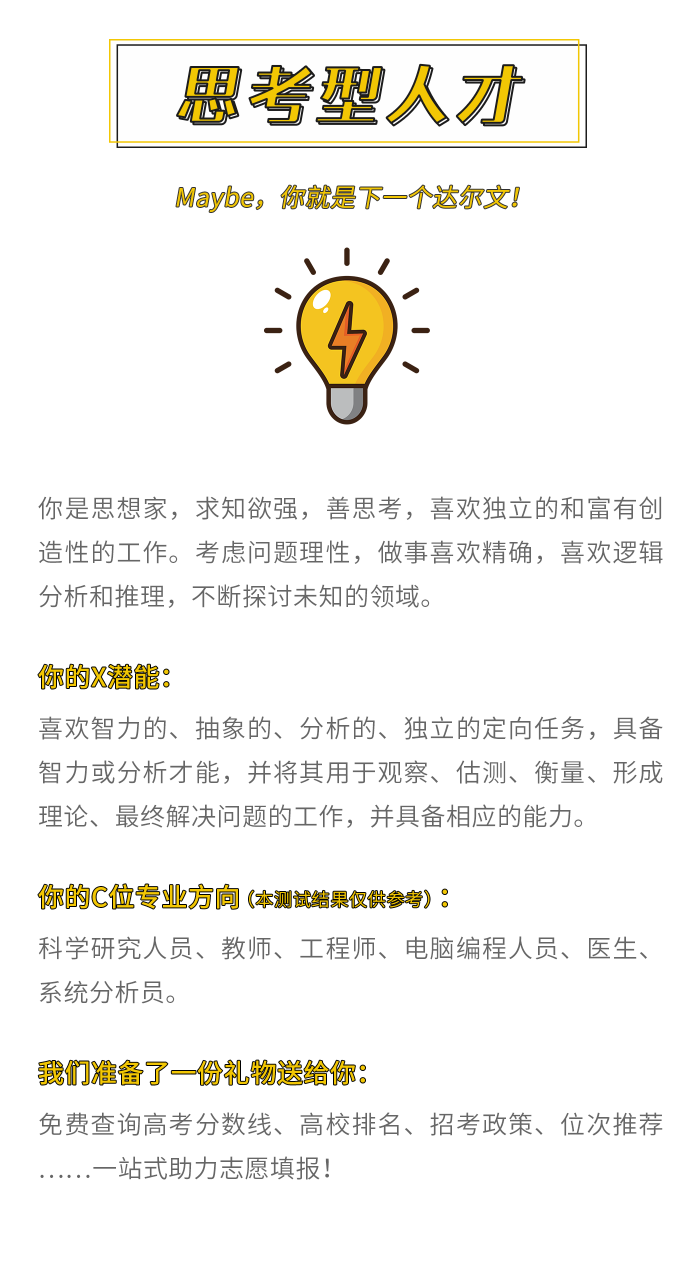 思考型人才
Maybe，你就是下一个达尔文！
你是思想家，求知欲强，善思考，喜欢独立的和富有创
造性的工作。考虑问题理性，做事喜欢精确，喜欢逻辑
分析和推理，不断探讨未知的领域。
你的X潜能：
喜欢智力的、抽象的、分析的、独立的定向任务，具备
智力或分析才能，并将其用于观察、估测、衡量、形成
理论、最终解决问题的工作，并具备相应的能力。
你的C位专业方向（本测试结果仅供参考）：
科学研究人员、教师、工程师、电脑编程人员、医生、
系统分析员。
我们准备了一份礼物送给你：
免费查询高考分数线、高校排名、招考政策、位次推荐
……一站式助力志愿填报！